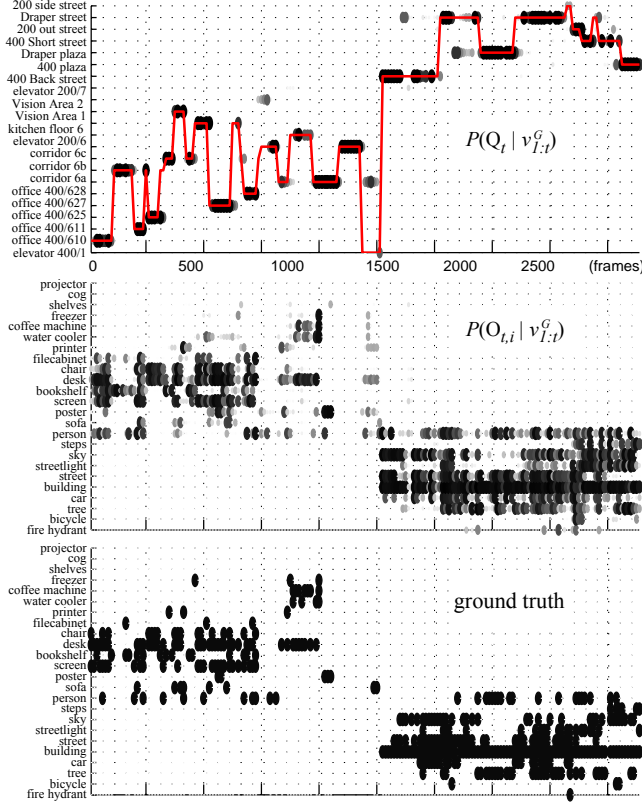 200 side street
Draper street
200 out street
400 Short street
Draper plaza
400 plaza
400 Back street
elevator 200/7
Vision Area 2
Vision Area 1
kitchen floor 6
elevator 200/6
corridor 6c
corridor 6b
corridor 6a
office 400/628
office 400/627
office 400/625
office 400/611
office 400/610
elevator 400/1
P(Q_t | v^G_{1:t})
0 500 1000 1500 2000 2500 (frames)
projector
cog
shelves
freezer
coffee machine
water cooler
printer
filecabinet
chair
desk
bookshelf
screen
poster
sofa
person
steps
sky
streetlight
street
building
car
tree
bicycle
fire hydrant
P(O_{t,i} | v^G_{1:t})
projector
cog
shelves
freezer
coffee machine
water cooler
printer
filecabinet
chair
desk
bookshelf
screen
poster
sofa
person
steps
sky
streetlight
street
building
car
tree
bicycle
fire hydrant
ground truth